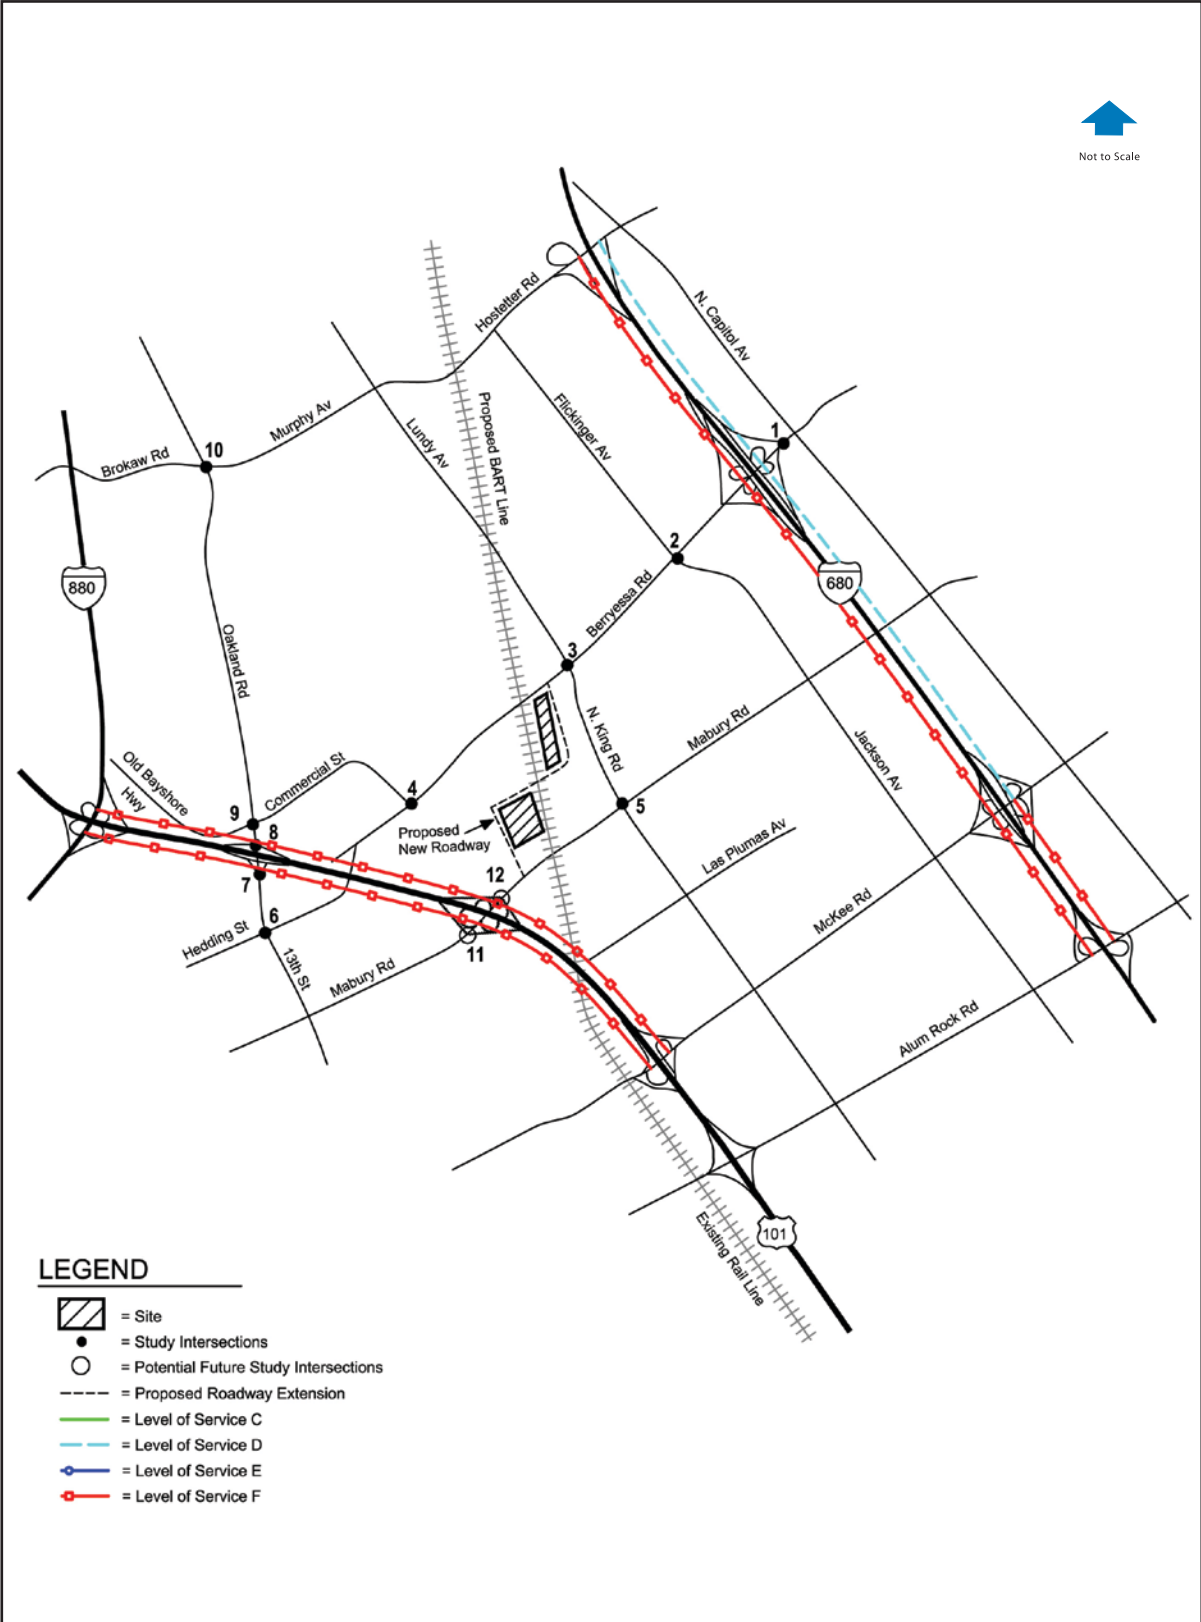 Not to Scale
Hostetter Rd
N. Capitol Av
Murphy Av
Brokaw Rd
10
Lundy Av
Proposed BART Line
Flickinger Av
1
2
880
680
Berryessa Rd
Oakland Rd
3
N. King Rd
Mabury Rd
Jackson Av
Old Bayshore
Hwy
Commercial St
4
5
9
8
Proposed
New Roadway
Las Plumas Av
7
12
6
11
Hedding St
13th St
Mabury Rd
McKee Rd
Alum Rock Rd
Existing Rail Line
101
LEGEND
= Site
= Study Intersections
= Potential Future Study Intersections
= Proposed Roadway Extension
= Level of Service C
= Level of Service D
= Level of Service E
= Level of Service F